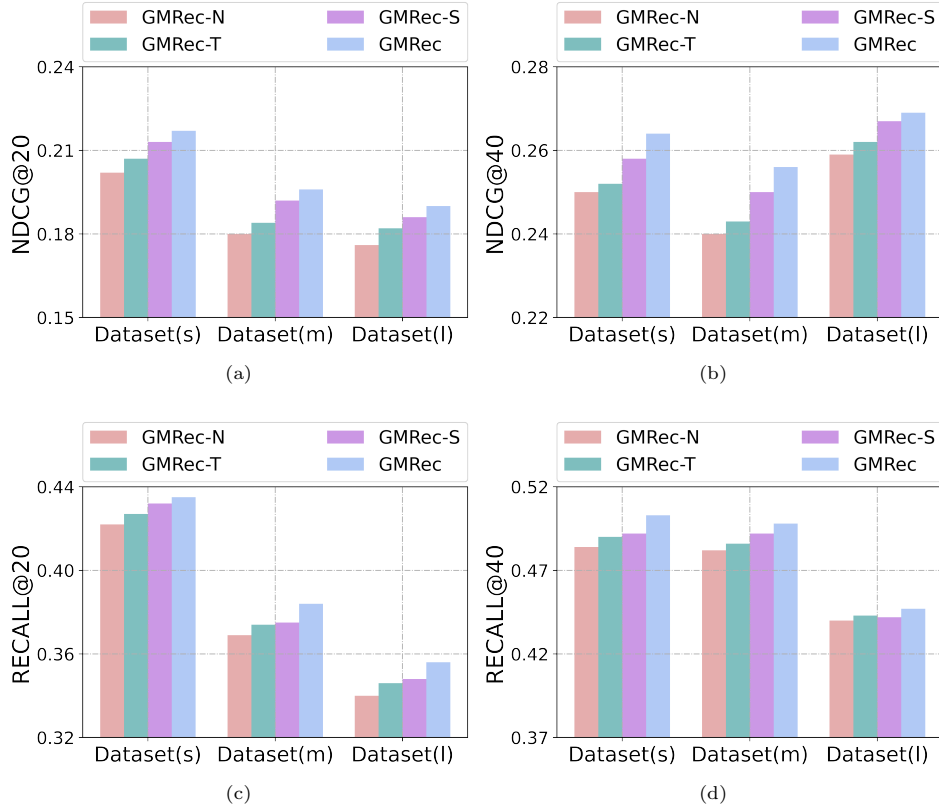 GMRec-N GMRec-S
GMRec-T GMRec
NDCG@20
0.24
0.21
0.18
0.15
Dataset(s) Dataset(m) Dataset(l)
(a)
GMRec-N GMRec-S
GMRec-T GMRec
NDCG@40
0.28
0.26
0.24
0.22
Dataset(s) Dataset(m) Dataset(l)
(b)
GMRec-N GMRec-S
GMRec-T GMRec
RECALL@20
0.44
0.40
0.36
0.32
Dataset(s) Dataset(m) Dataset(l)
(c)
GMRec-N GMRec-S
GMRec-T GMRec
RECALL@40
0.52
0.47
0.42
0.37
Dataset(s) Dataset(m) Dataset(l)
(d)